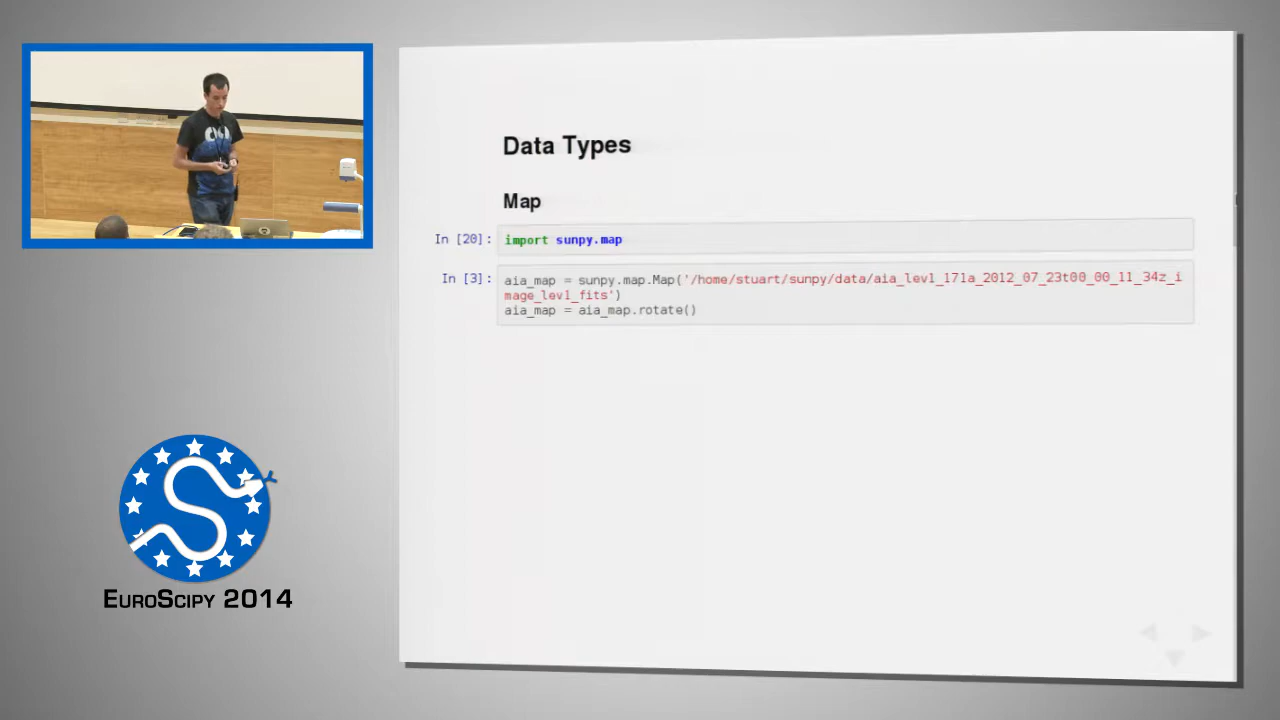 Data Types
Map
In [20]:
import sunpy.map
In [3]:
aia_map = sunpy.map.Map('/home/stuart/sunpy/data/aia_lev1_171a_2012_07_23t00_00_11_34z_i
mage_lev1_fits')
aia_map = aia_map.rotate()
EUROSCIPY 2014